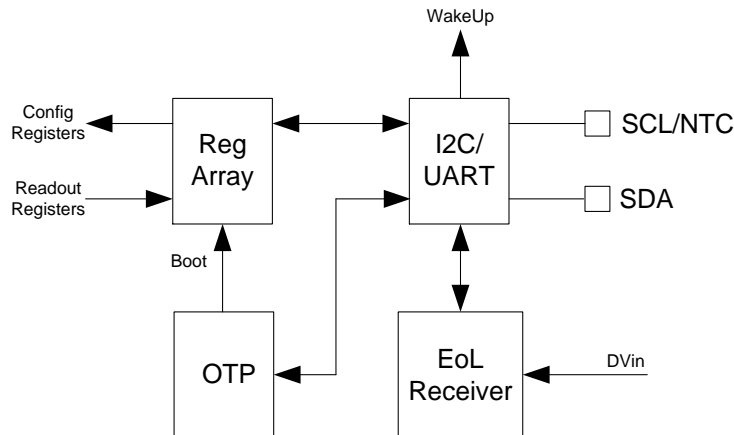 WakeUp
Config
Registers
Reg
Array
I2C/
UART
SCL/NTC
Readout
Registers
SDA
Boot
OTP
EoL
Receiver
DVin